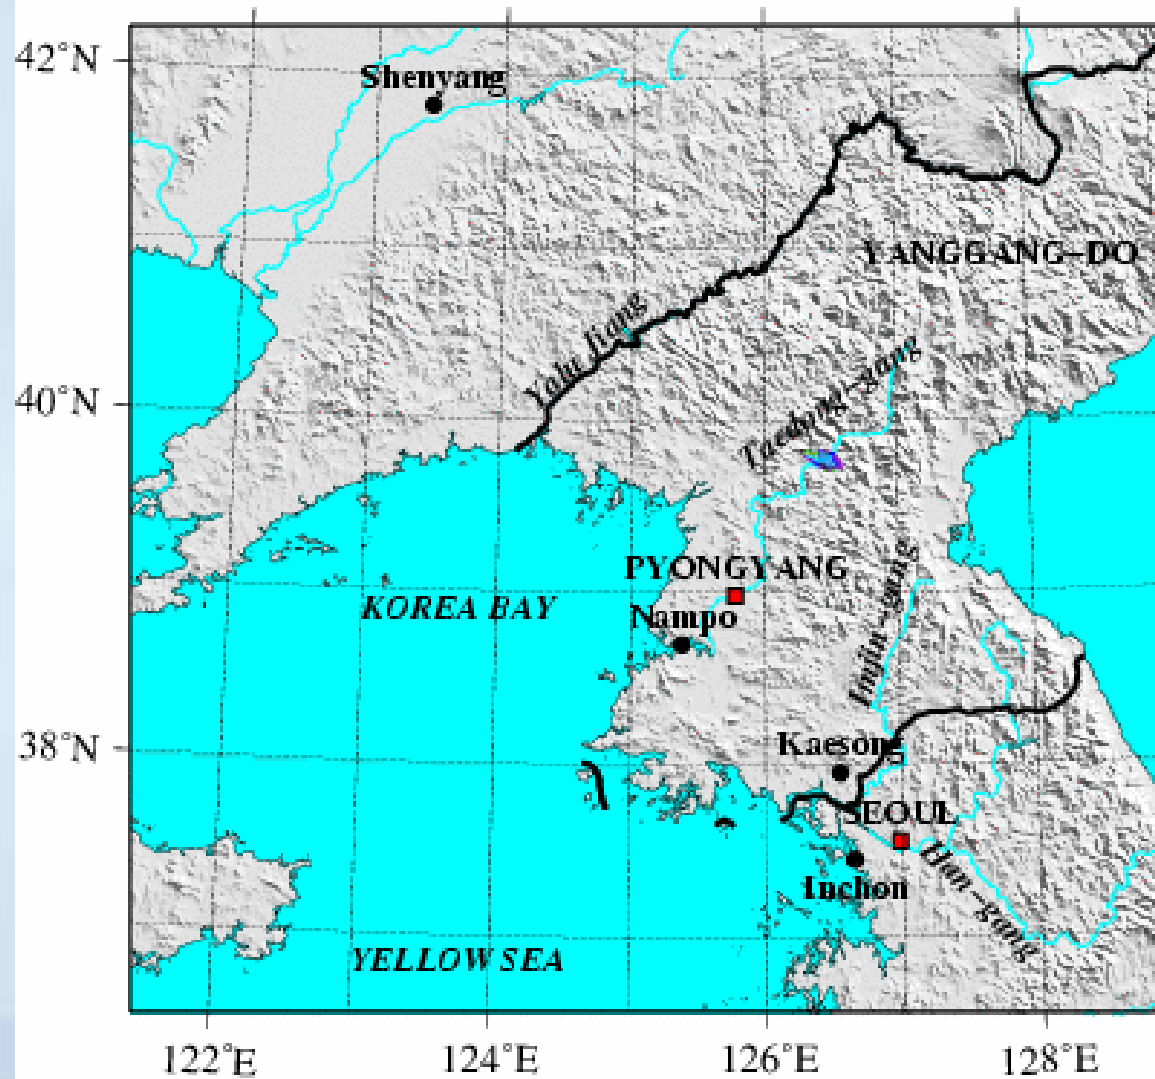 42°N
Shenyang
YANGGANG-DO
Yalu Jiang
40°N
Taedong-gang
PYONGYANG
KOREA BAY
Nampo
Imjin-gang
38°N
Kaesong
SEOUL
Inchon
Han-gang
YELLOW SEA
122°E
124°E
126°E
128°E